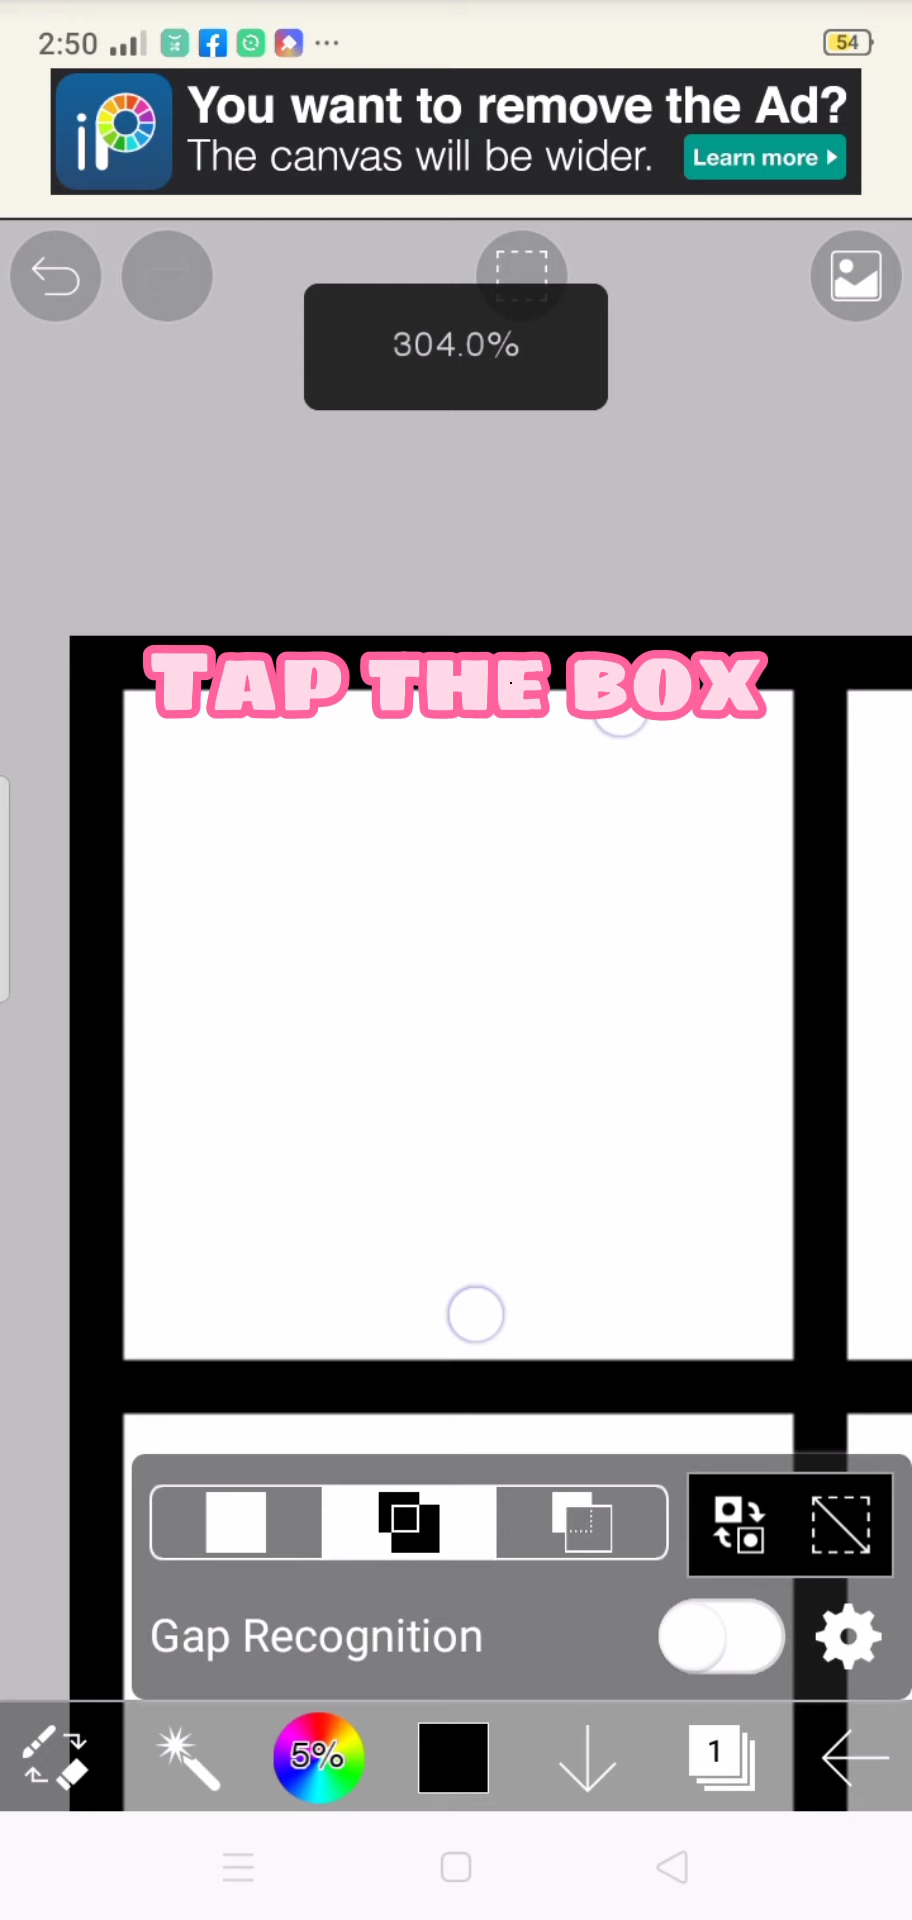 2:50
54
iP
You want to remove the Ad?
The canvas will be wider.
Learn more
304.0%
TAP THE BOX
Gap Recognition
5%
1